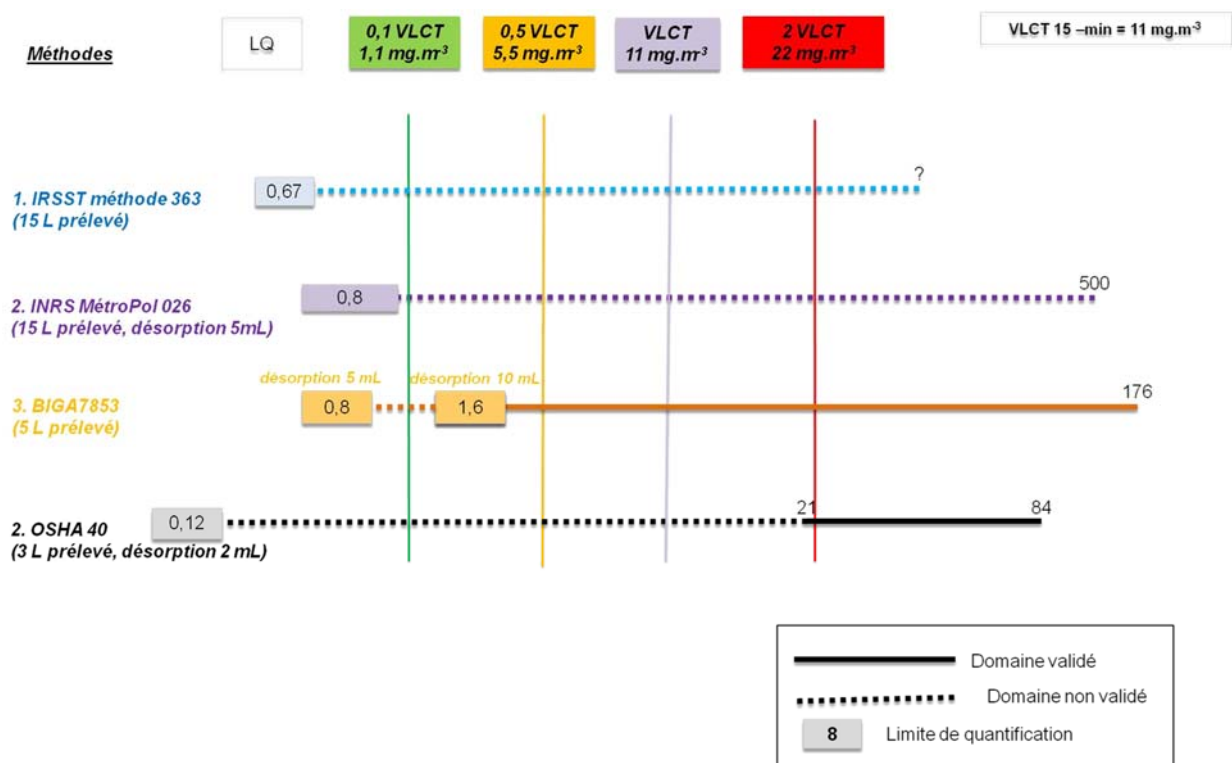 Méthodes
LQ
0,1 VLCT
1,1 mg.m³
0,5 VLCT
5,5 mg.m³
VLCT
11 mg.m³
2 VLCT
22 mg.m³
VLCT 15 –min = 11 mg.m-³
1. IRSST méthode 363
(15 L prélevé)
0,67
?
2. INRS MétroPol 026
(15 L prélevé, désorption 5mL)
0,8
500
désorption 5 mL
désorption 10 mL
3. BIGA7853
(5 L prélevé)
0,8
1,6
176
2. OSHA 40
(3 L prélevé, désorption 2 mL)
0,12
21
84
Domaine validé
Domaine non validé
8
Limite de quantification